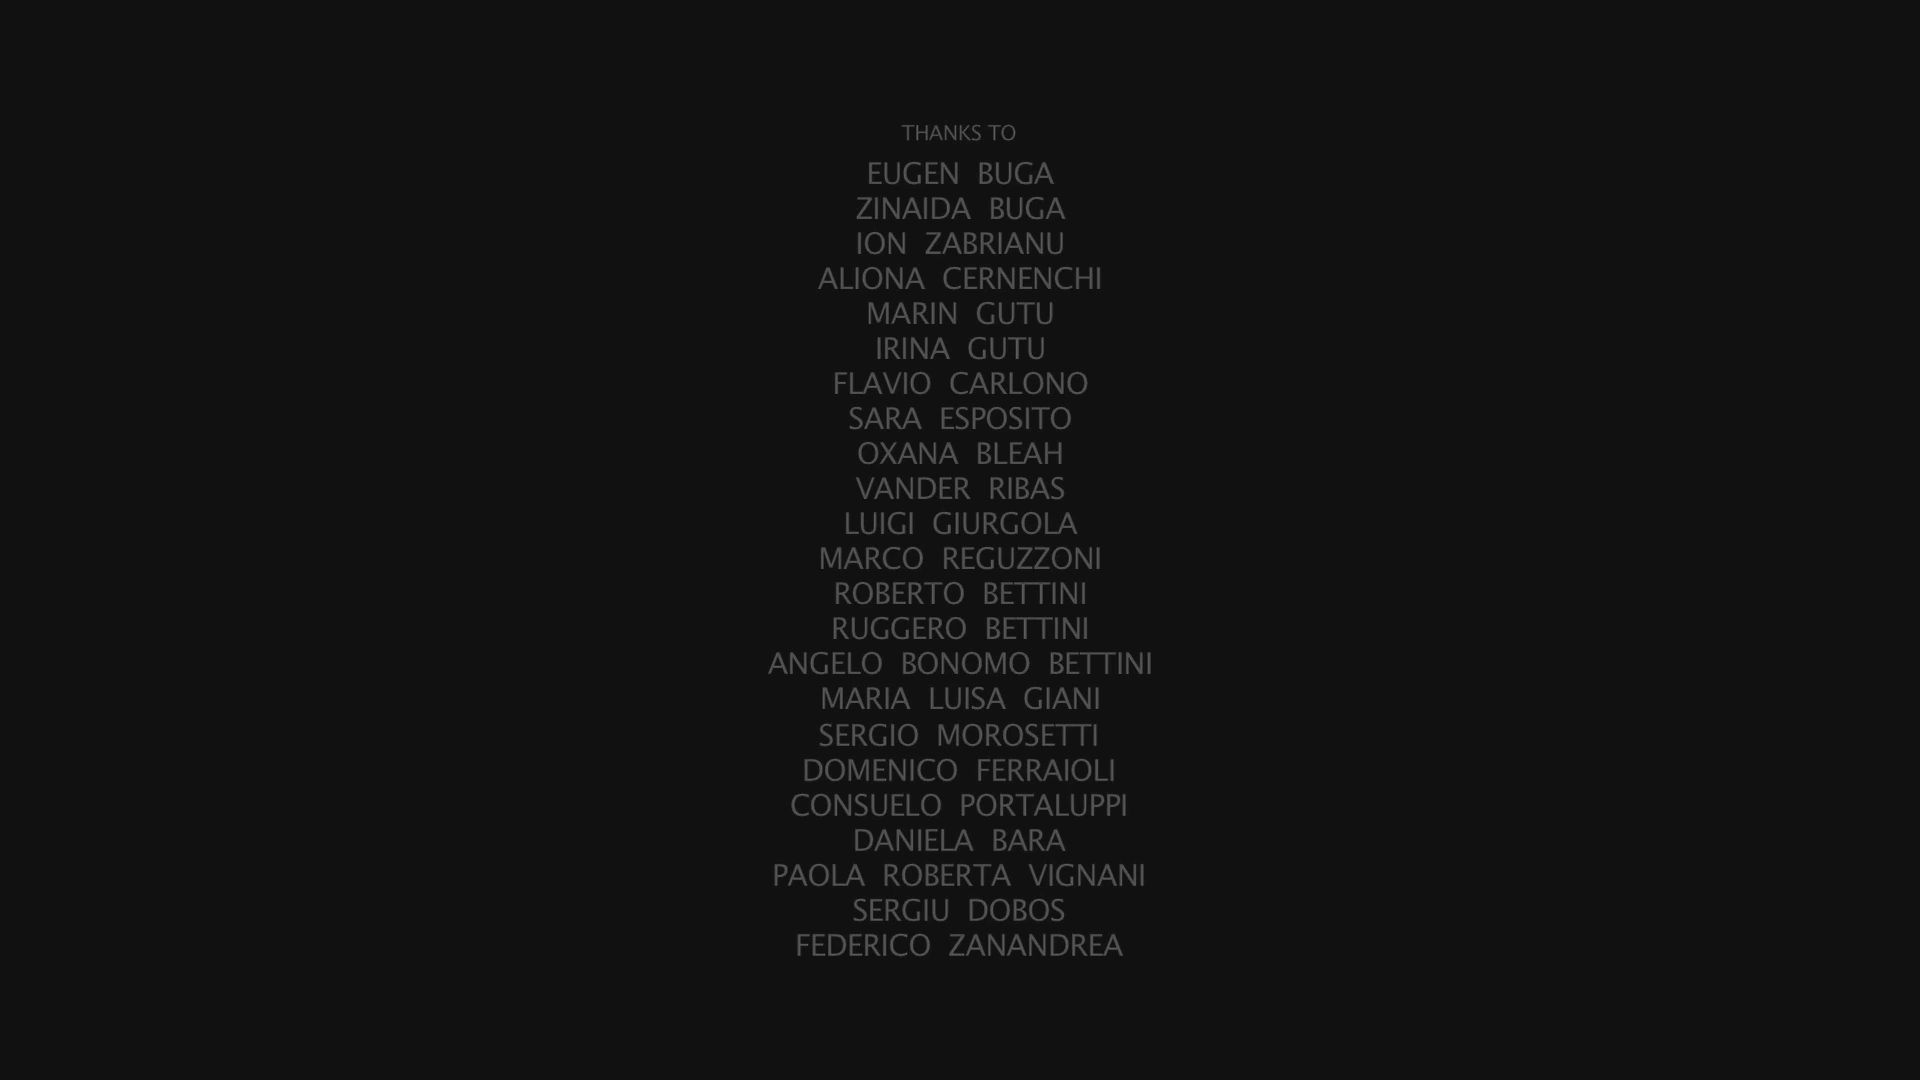 THANKS TO
EUGEN BUGA
ZINAIDA BUGA
ION ZABRIANU
ALIONA CERNENCHI
MARIN GUTU
IRINA GUTU
FLAVIO CARLONO
SARA ESPOSITO
OXANA BLEAH
VANDER RIBAS
LUIGI GIURGOLA
MARCO REGUZZONI
ROBERTO BETTINI
RUGGERO BETTINI
ANGELO BONOMO BETTINI
MARIA LUISA GIANI
SERGIO MOROSETTI
DOMENICO FERRAIOLI
CONSUELO PORTALUPPI
DANIELA BARA
PAOLA ROBERTA VIGNANI
SERGIU DOBOS
FEDERICO ZANANDREA